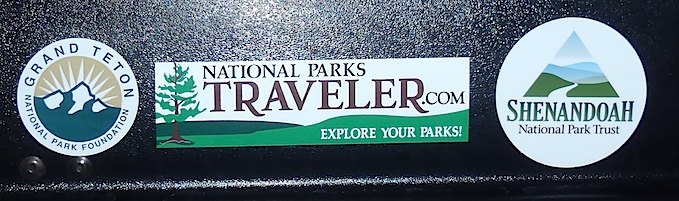 GRAND TETON
NATIONAL PARK FOUNDATION
NATIONAL PARKS
TRAVELER.COM
EXPLORE YOUR PARKS!
SHENANDOAH
National Park Trust